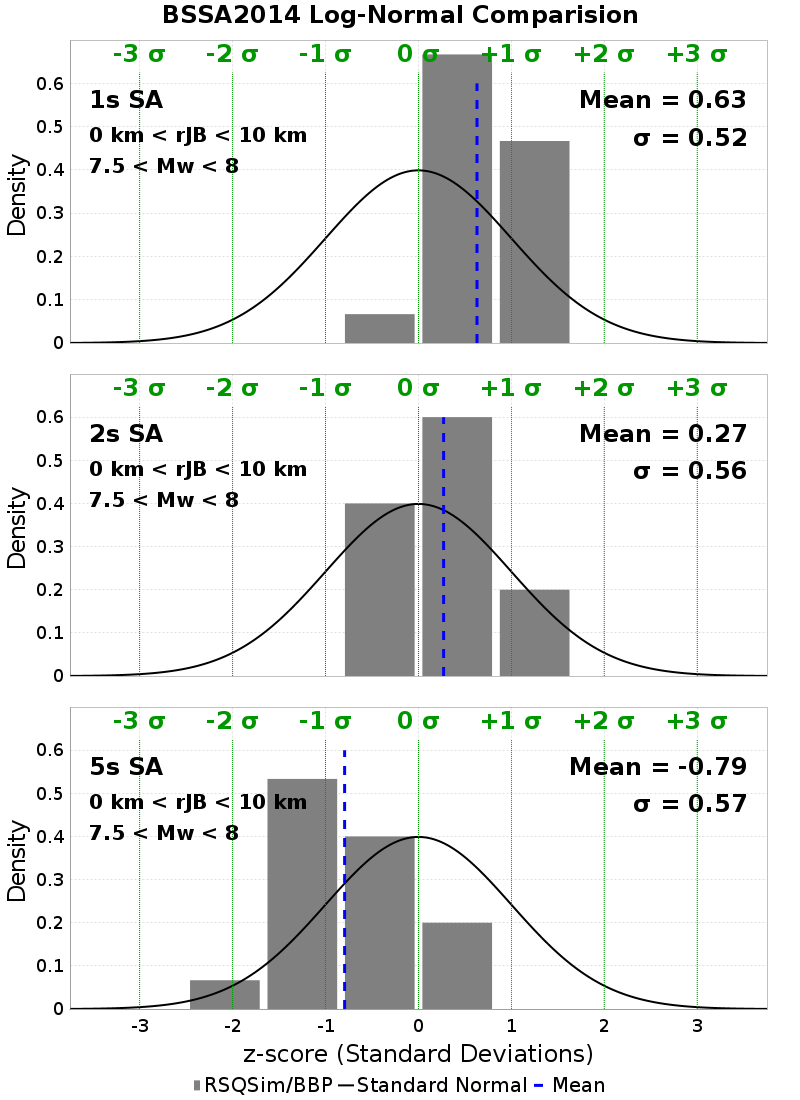 BSSA2014 Log-Normal Comparision
-3 σ -2 σ -1 σ 0 σ +1 σ +2 σ +3 σ
0.6
1s SA Mean = 0.63
0.5
0 km < rJB < 10 km σ = 0.52
7.5 < Mw < 8
0.4
0.3
0.2
0.1
0
Density
-3 σ -2 σ -1 σ 0 σ +1 σ +2 σ +3 σ
0.6
2s SA Mean = 0.27
0.5
0 km < rJB < 10 km σ = 0.56
7.5 < Mw < 8
0.4
0.3
0.2
0.1
0
Density
-3 σ -2 σ -1 σ 0 σ +1 σ +2 σ +3 σ
0.6
5s SA Mean = -0.79
0.5
0 km < rJB < 10 km σ = 0.57
7.5 < Mw < 8
0.4
0.3
0.2
0.1
0
Density
-3 -2 -1 0 1 2 3
z-score (Standard Deviations)
RSQSim/BBP Standard Normal Mean